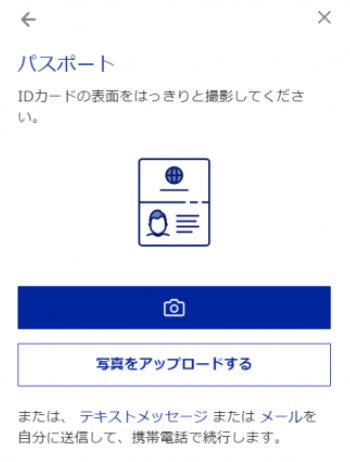 パスポート
IDカードの表面をはっきりと撮影してくださ
い。
写真をアップロードする
または、 テキストメッセージ または メールを
自分に送信して、携帯電話で続行します。